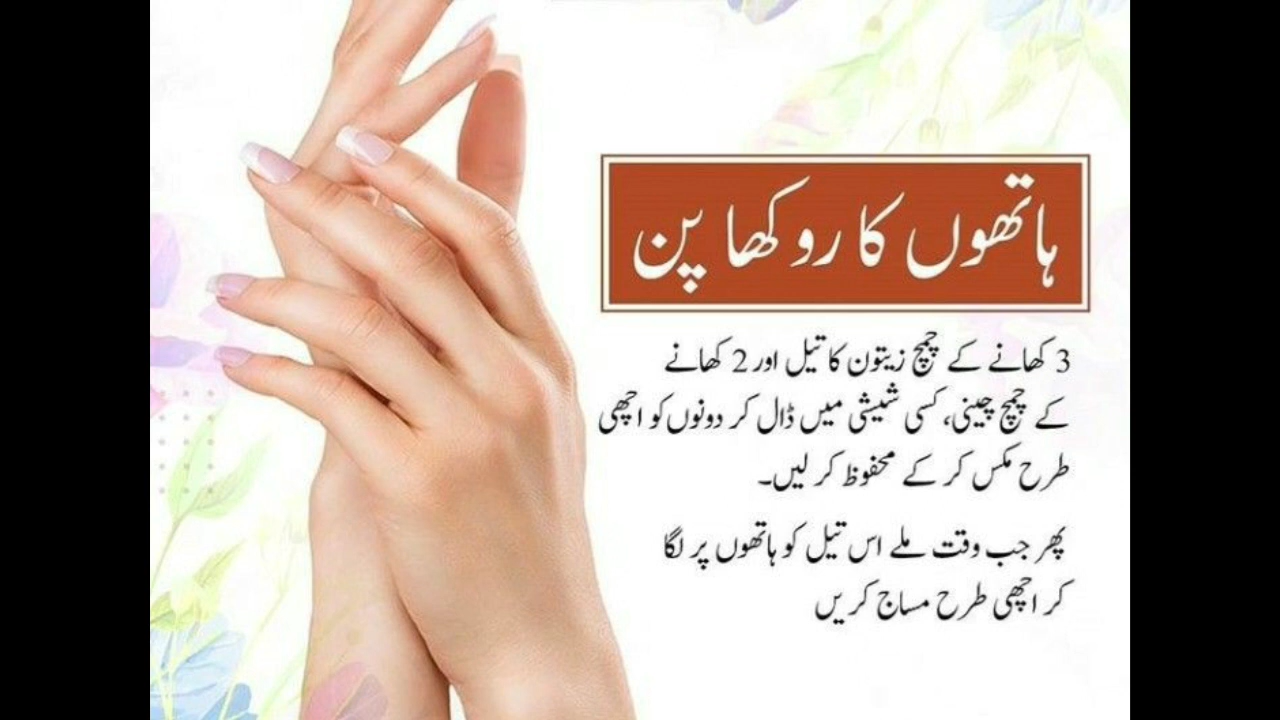 ہاتھوں کا روکھا پن
3 کھانے کے چمچ زیتون کا تیل اور 2 کھانے
کے چمچ چینی، کسی شیشی میں ڈال کر دونوں کو اچھی
طرح مکس کر کے محفوظ کر لیں۔
پھر جب وقت ملے اس تیل کو ہاتھوں پر لگا
کر اچھی طرح مساج کریں